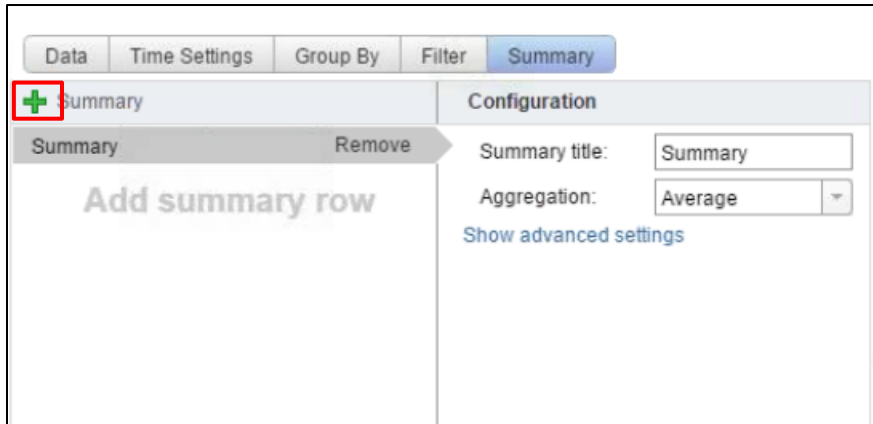 Data Time Settings Group By Filter Summary
Summary
Configuration
Summary Remove
Add summary row
Summary title: Summary
Aggregation: Average
Show advanced settings